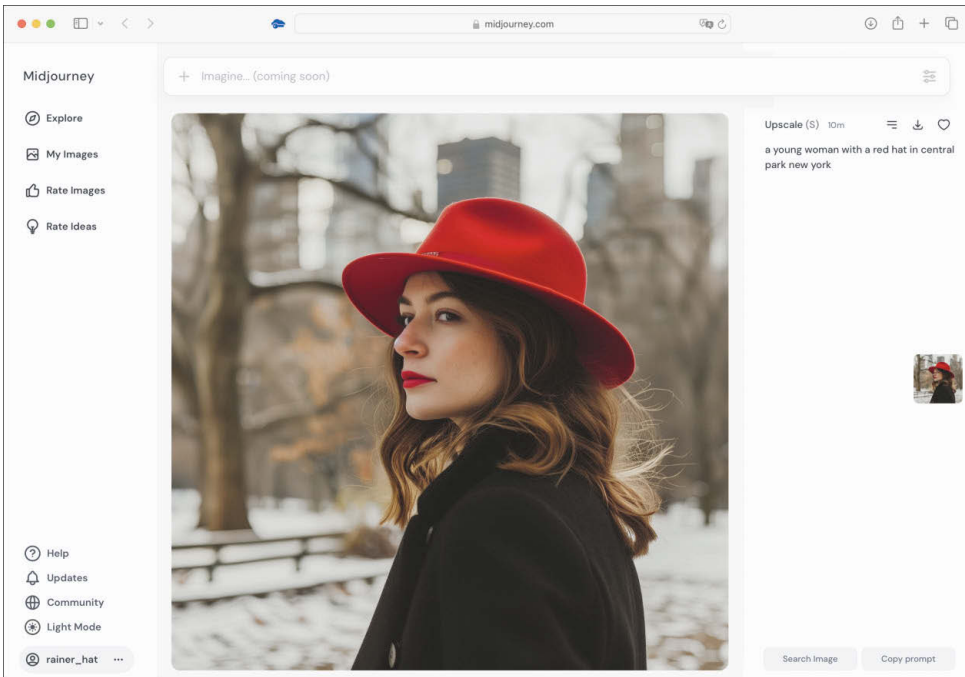 midjourney.com
Midjourney
Imagine... (coming soon)
Explore
My Images
Rate Images
Rate Ideas
Upscale (S) 10m
a young woman with a red hat in central
park new york
Help
Updates
Community
Light Mode
rainer_hat ...
Search Image
Copy prompt